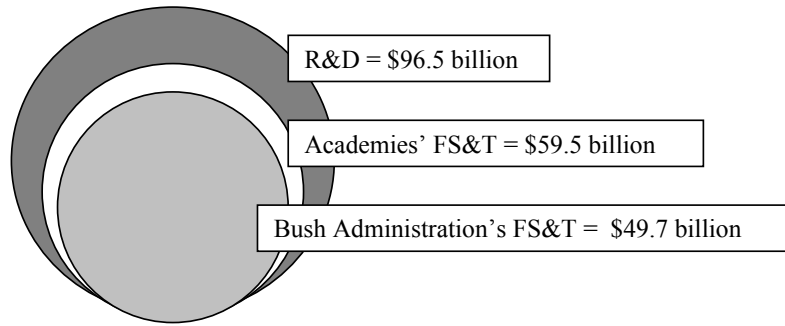 R&D = $96.5 billion
Academies’ FS&T = $59.5 billion
Bush Administration’s FS&T =  $49.7 billion